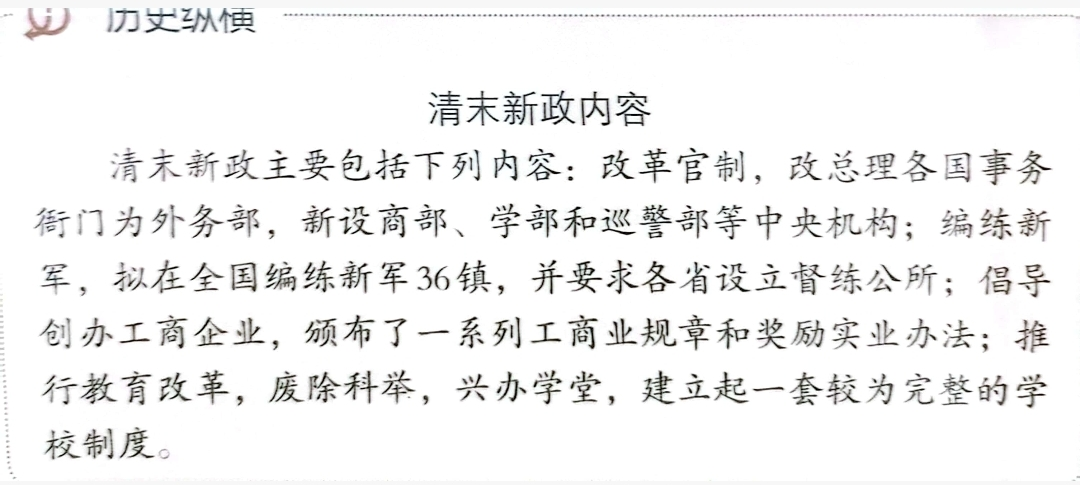 历史纵横
清末新政内容
清末新政主要包括下列内容：改革官制，改总理各国事务
衙门为外务部，新设商部、学部和巡警部等中央机构；编练新
军，拟在全国编练新军36镇，并要求各省设立督练公所；倡导
创办工商企业，颁布了一系列工商业规章和奖励实业办法；推
行教育改革，废除科举，兴办学堂，建立起一套较为完整的学
校制度。